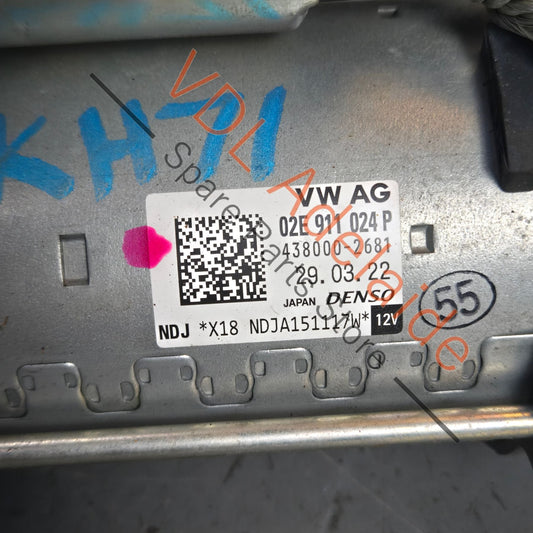 KH71
VW AG
02E 911 024 P
438000-2681
29.03.22
JAPAN DENSO
NDJ *X18 NDJA151117W* 12V
55
VDL Adelaide
Spare Parts Store